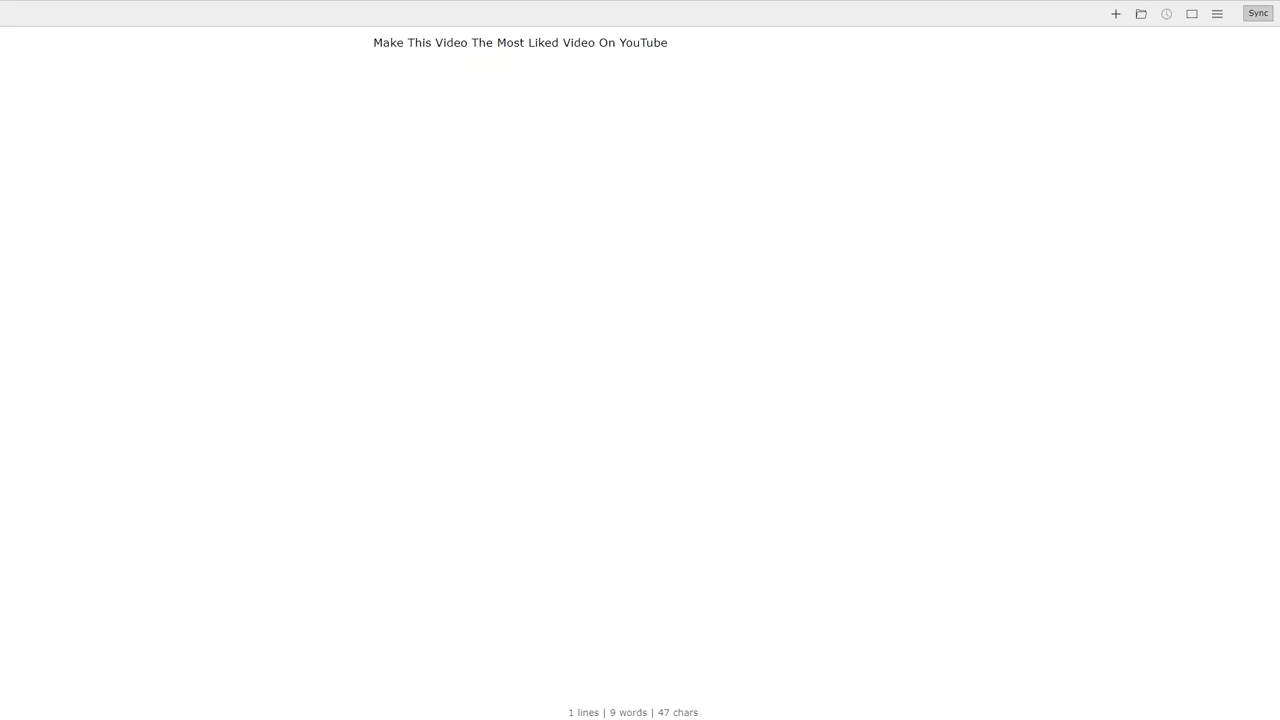 Sync
Make This Video The Most Liked Video On YouTube
1 lines | 9 words | 47 chars